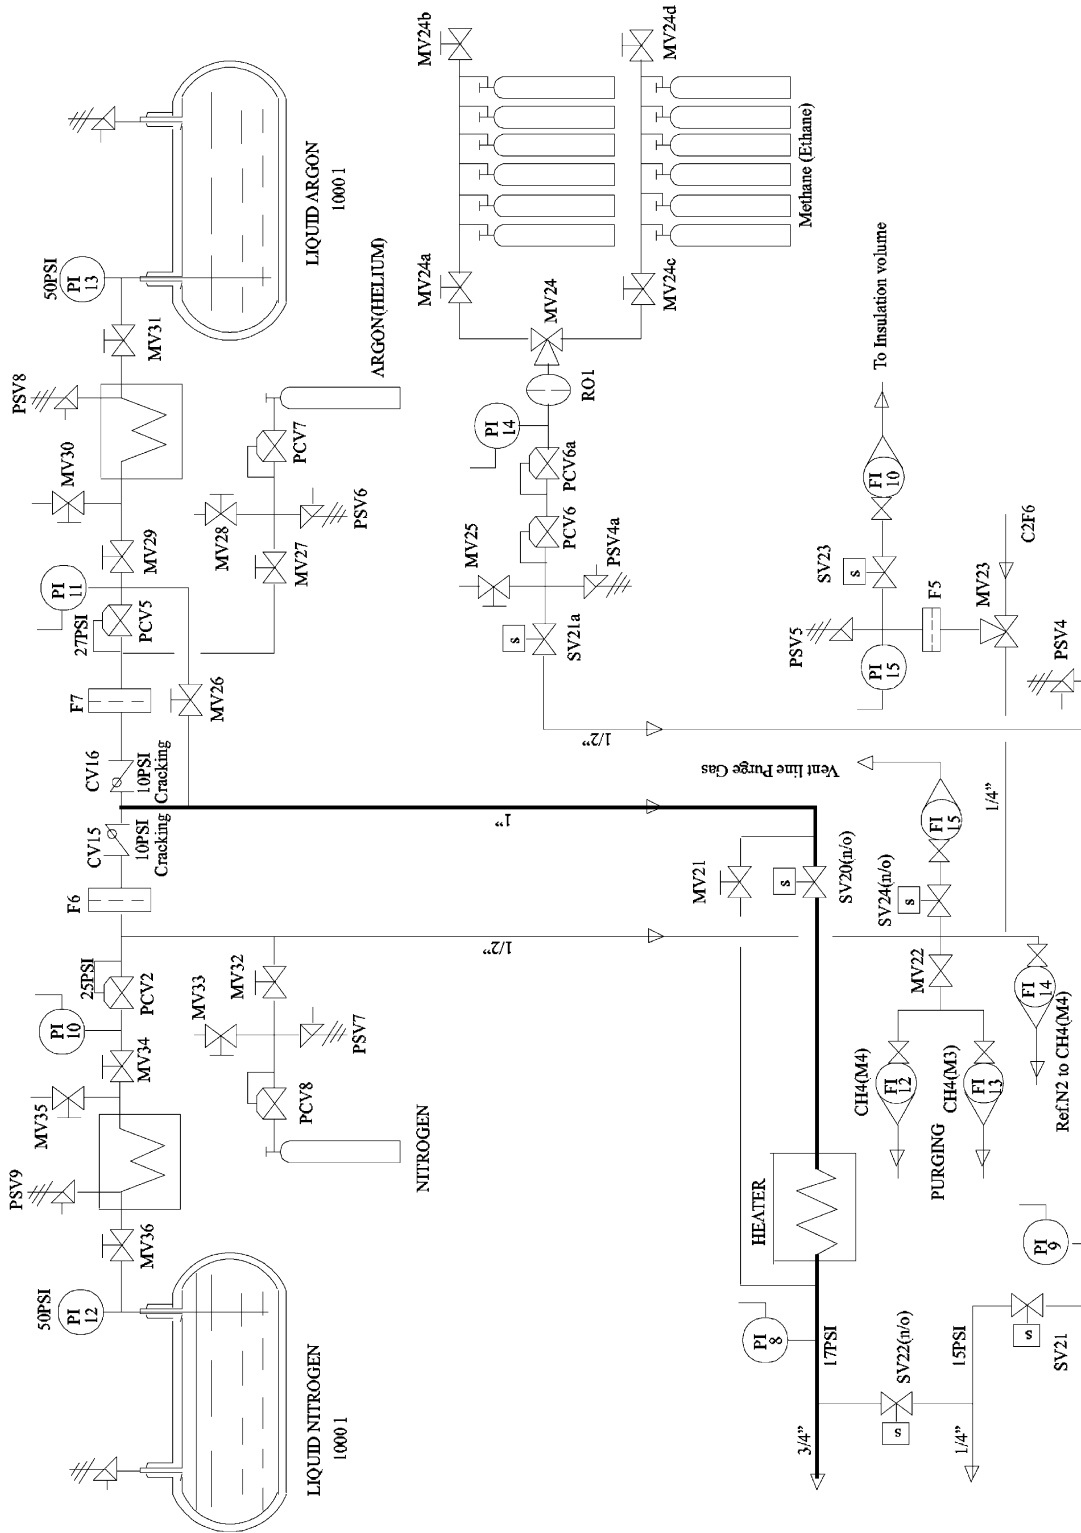 50PSI
PI
12
LIQUID NITROGEN
1000 l
MV36
PSV9
MV35
MV34
PI
10
25PSI
PCV2
F6
CV15
10PSI
Cracking
CV16
10PSI
Cracking
F7
27PSI
PCV5
PI
11
MV29
MV30
PSV8
MV31
50PSI
PI
13
LIQUID ARGON
1000 l
MV26
NITROGEN
PCV8
PSV7
MV33
MV32
1/2”
1”
MV27
MV28
PSV6
PCV7
ARGON(HELIUM)
1/2”
SV21a
s
MV25
PSV4a
PCV6
PCV6a
PI
14
RO1
MV24
MV24a
MV24b
MV24c
MV24d
Methane (Ethane)
3/4”
17PSI
PI
8
HEATER
MV21
s
SV20(n/o)
Vent line Purge Gas
SV22(n/o)
s
1/4”
15PSI
s
SV21
PI
9
PURGING
CH4(M4)
FI
12
CH4(M3)
FI
13
MV22
SV24(n/o)
s
FI
15
FI
14
Ref.N2 to CH4(M4)
1/4”
PSV4
PI
15
PSV5
SV23
s
F5
MV23
C2F6
FI
10
To Insulation volume